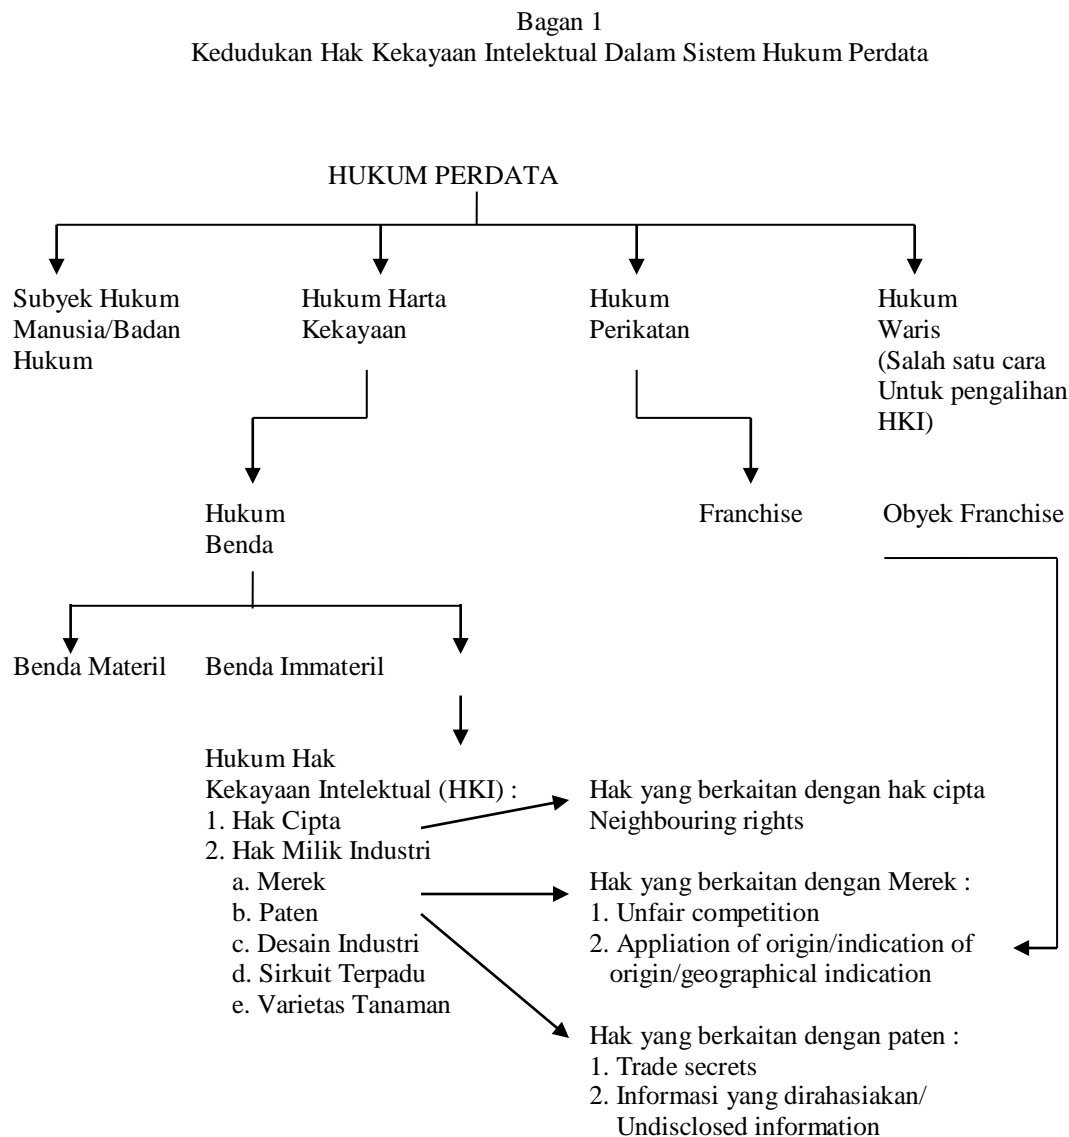 Bagan 1
Kedudukan Hak Kekayaan Intelektual Dalam Sistem Hukum Perdata
HUKUM PERDATA
Subyek Hukum
Manusia/Badan
Hukum
Hukum Harta
Kekayaan
Hukum
Perikatan
Hukum
Waris
(Salah satu cara
Untuk pengalihan
HKI)
Hukum
Benda
Franchise
Obyek Franchise
Benda Materil
Benda Immateril
Hukum Hak
Kekayaan Intelektual (HKI) :
1. Hak Cipta
2. Hak Milik Industri
a. Merek
b. Paten
c. Desain Industri
d. Sirkuit Terpadu
e. Varietas Tanaman
Hak yang berkaitan dengan hak cipta
Neighbouring rights
Hak yang berkaitan dengan Merek :
1. Unfair competition
2. Appliation of origin/indication of
origin/geographical indication
Hak yang berkaitan dengan paten :
1. Trade secrets
2. Informasi yang dirahasiakan/
Undisclosed information